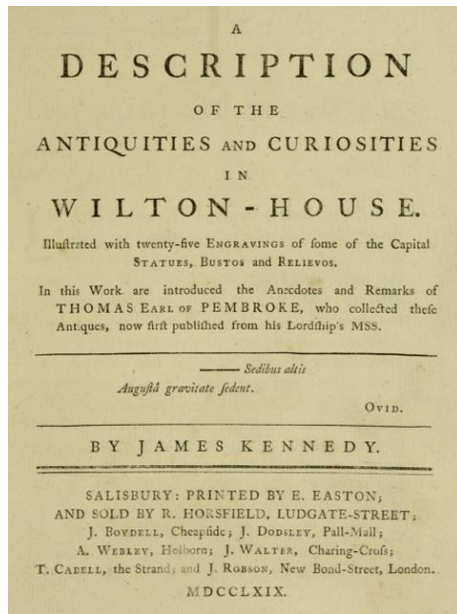 A
DESCRIPTION
OF THE
ANTIQUITIES AND CURIOSITIES
IN
WILTON-HOUSE.
Illuſtrated with twenty-five ENGRAVINGS of ſome of the Capital
STATUES, BUSTOS and RELIEVOS.
In this Work are introduced the Anecdotes and Remarks of
THOMAS EARL OF PEMBROKE, who collected theſe
Antiques, now firſt publiſhed from his Lordſhip's MSS.
——— Sedibus altis
Auguſtâ gravitate ſedent.
OVID.
BY JAMES KENNEDY.
SALISBURY: PRINTED BY E. EASTON;
AND SOLD BY R. HORSFIELD, LUDGATE-STREET;
J. BOYDELL, Cheapſide; J. DODSLEY, Pall-Mall;
A. WEBLEY, Holborn; J. WALTER, Charing-Croſs;
T. CADELL, the Strand; and J. ROBSON, New Bond-Street, London.
MDCCLXIX.